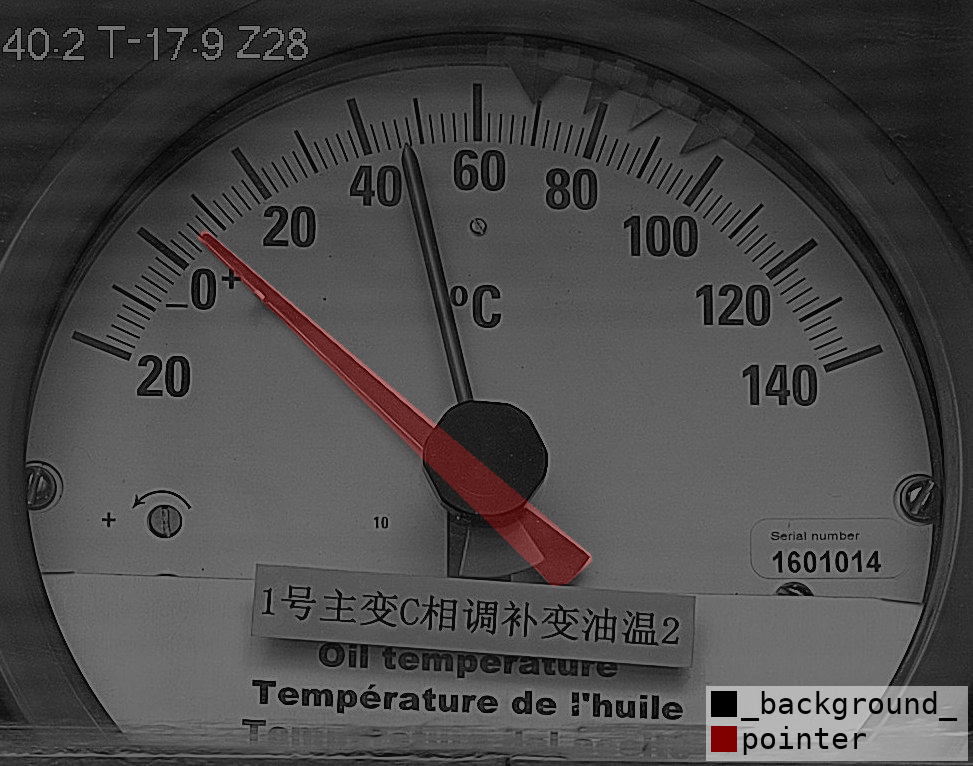 40.2 T-17.9 Z28
40 60 80
20 100
-0+ °C 120
20 140
+ 10
Serial number
1601014
1号主变C相调补变油温2
Oil temperature
Température de l'huile
_background_
pointer